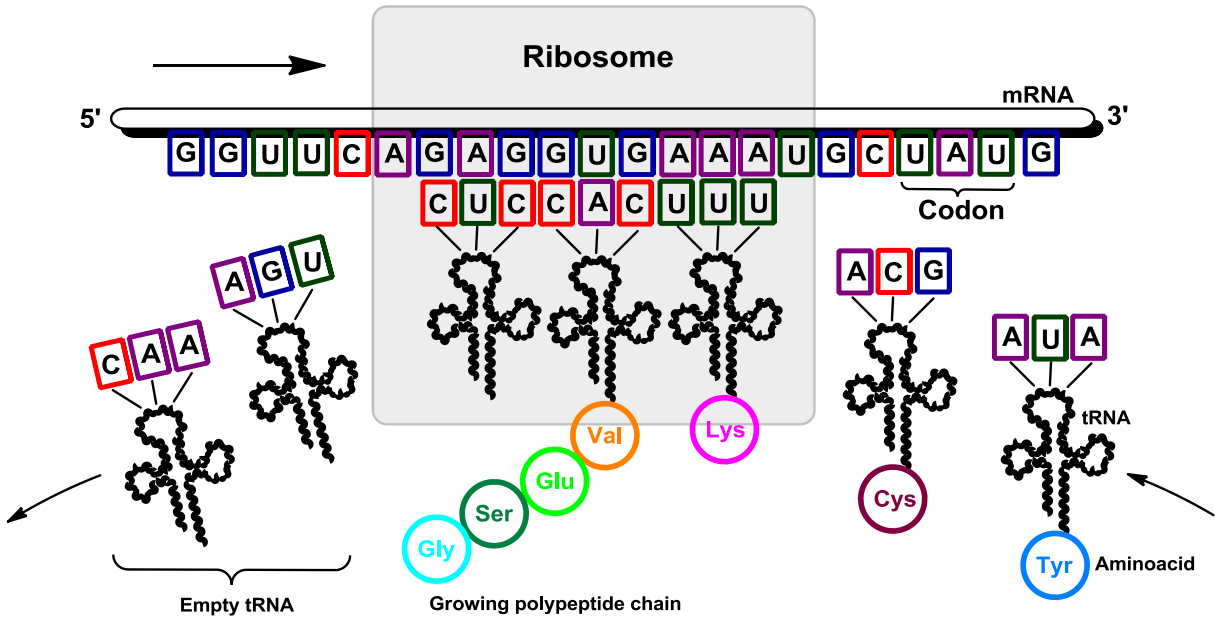 Ribosome
mRNA
5' 3'
G G U U C A G A G G U G A A A U G C U A U G
C U C C A C U U U
Codon
A G U
A C G
C A A
A U A
tRNA
Val
Lys
Glu
Ser
Cys
Gly
Tyr Aminoacid
Empty tRNA
Growing polypeptide chain